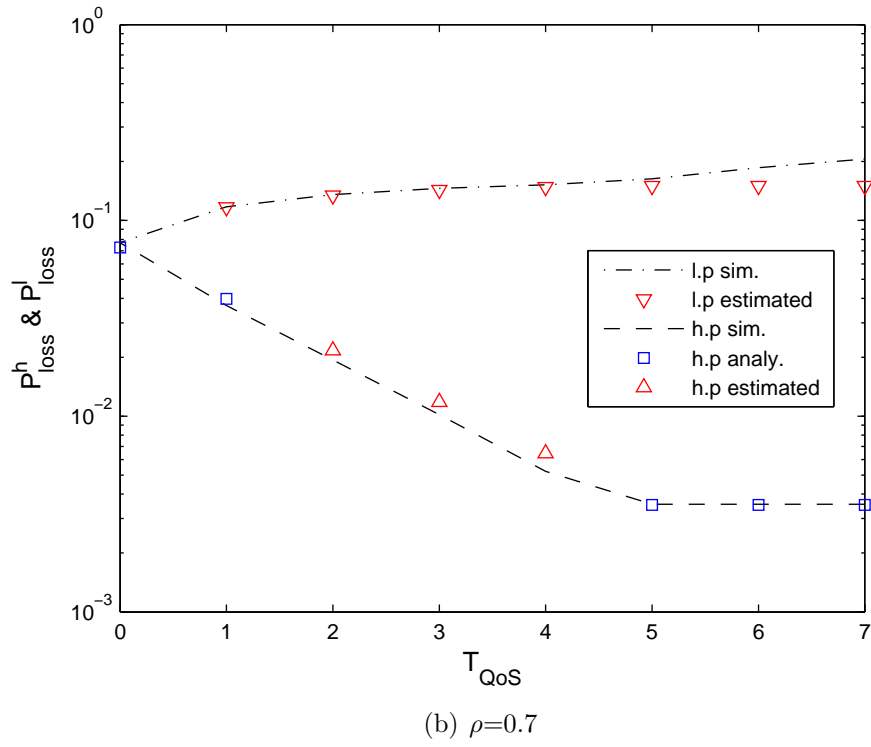 10^0
10^-1
10^-2
10^-3
P^h_loss & P^l_loss
l.p sim.
l.p estimated
h.p sim.
h.p analy.
h.p estimated
0 1 2 3 4 5 6 7
T_QoS
(b) ρ=0.7